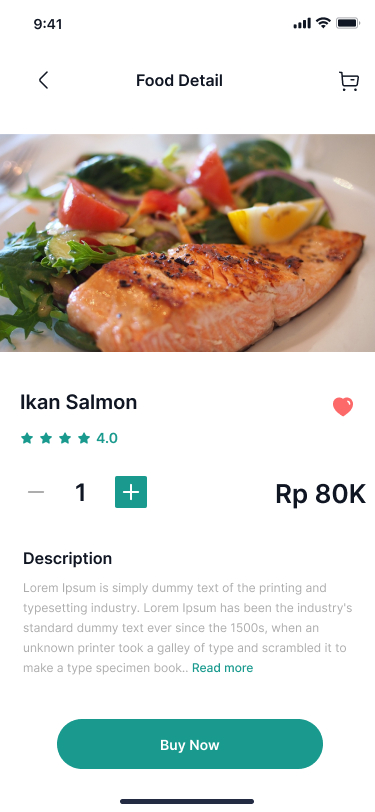 9:41
Food Detail
Ikan Salmon
4.0
1
Rp 80K
Description
Lorem Ipsum is simply dummy text of the printing and
typesetting industry. Lorem Ipsum has been the industry's
standard dummy text ever since the 1500s, when an
unknown printer took a galley of type and scrambled it to
make a type specimen book.. Read more
Buy Now